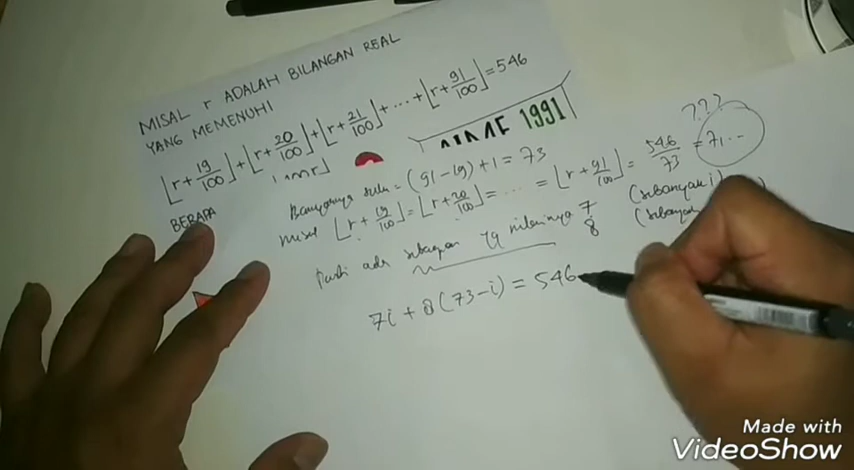 MISAL r ADALAH BILANGAN REAL
YANG MEMENUHI
⌊r + 19/100⌋ + ⌊r + 20/100⌋ + ⌊r + 21/100⌋ + ... + ⌊r + 91/100⌋ = 546
BERAPA
AIME 1991
Banyaknya suku = (91 - 19) + 1 = 73
misal ⌊r + 19/100⌋ = ⌊r + 20/100⌋ = ... = ⌊r + 91/100⌋ = 546/73 = 7, ...
???
Pasti ada sebagian yg nilainya 7 (sebanyak i)
8 (sebanyak
7i + 8(73 - i) = 546
Made with
VideoShow